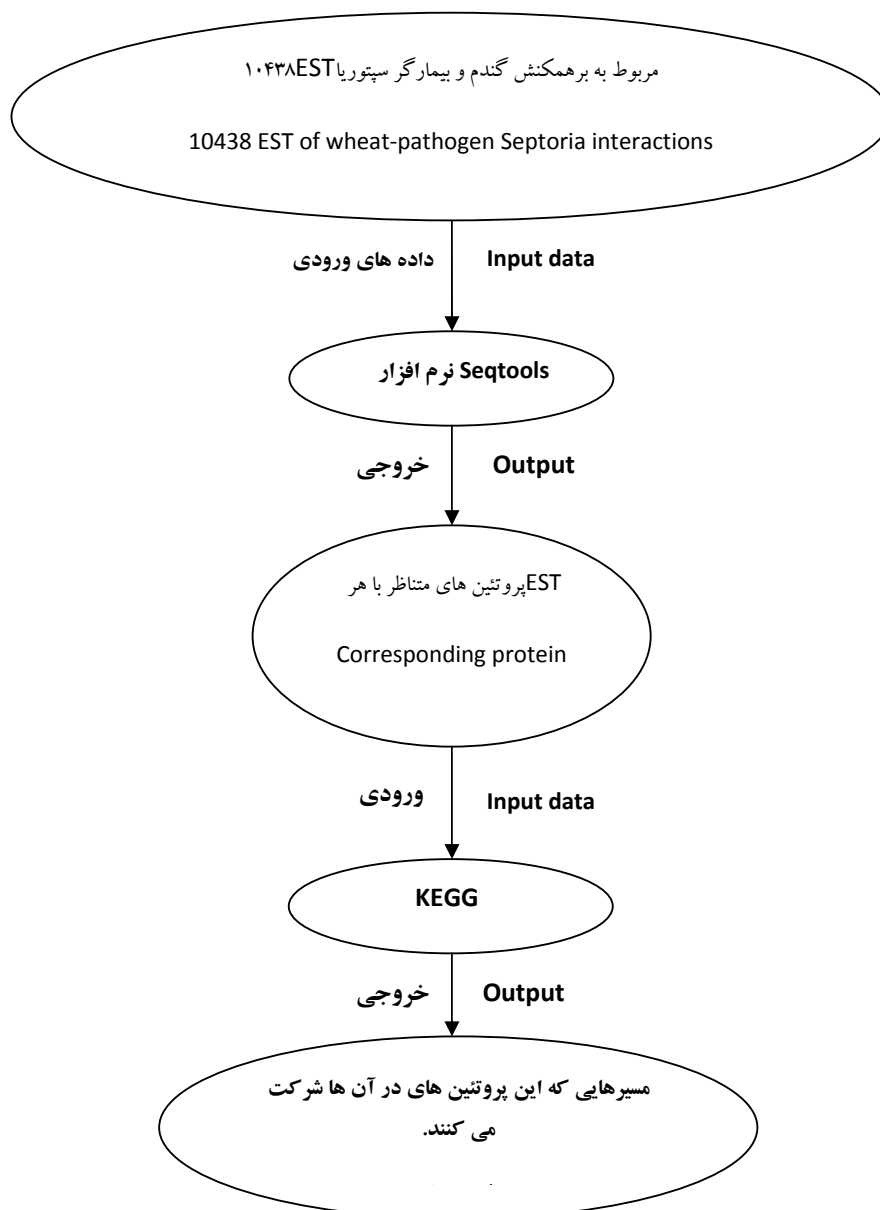 مربوط به برهمکنش گندم و بیمارگر سپتوریا۱۰۴۳۸EST
10438 EST of wheat-pathogen Septoria interactions
داده های ورودی Input data
نرم افزار Seqtools
خروجی Output
پروتئین های متناظر با هرEST
Corresponding protein
ورودی Input data
KEGG
خروجی Output
مسیرهایی که این پروتئین های در آن ها شرکت
می کنند.